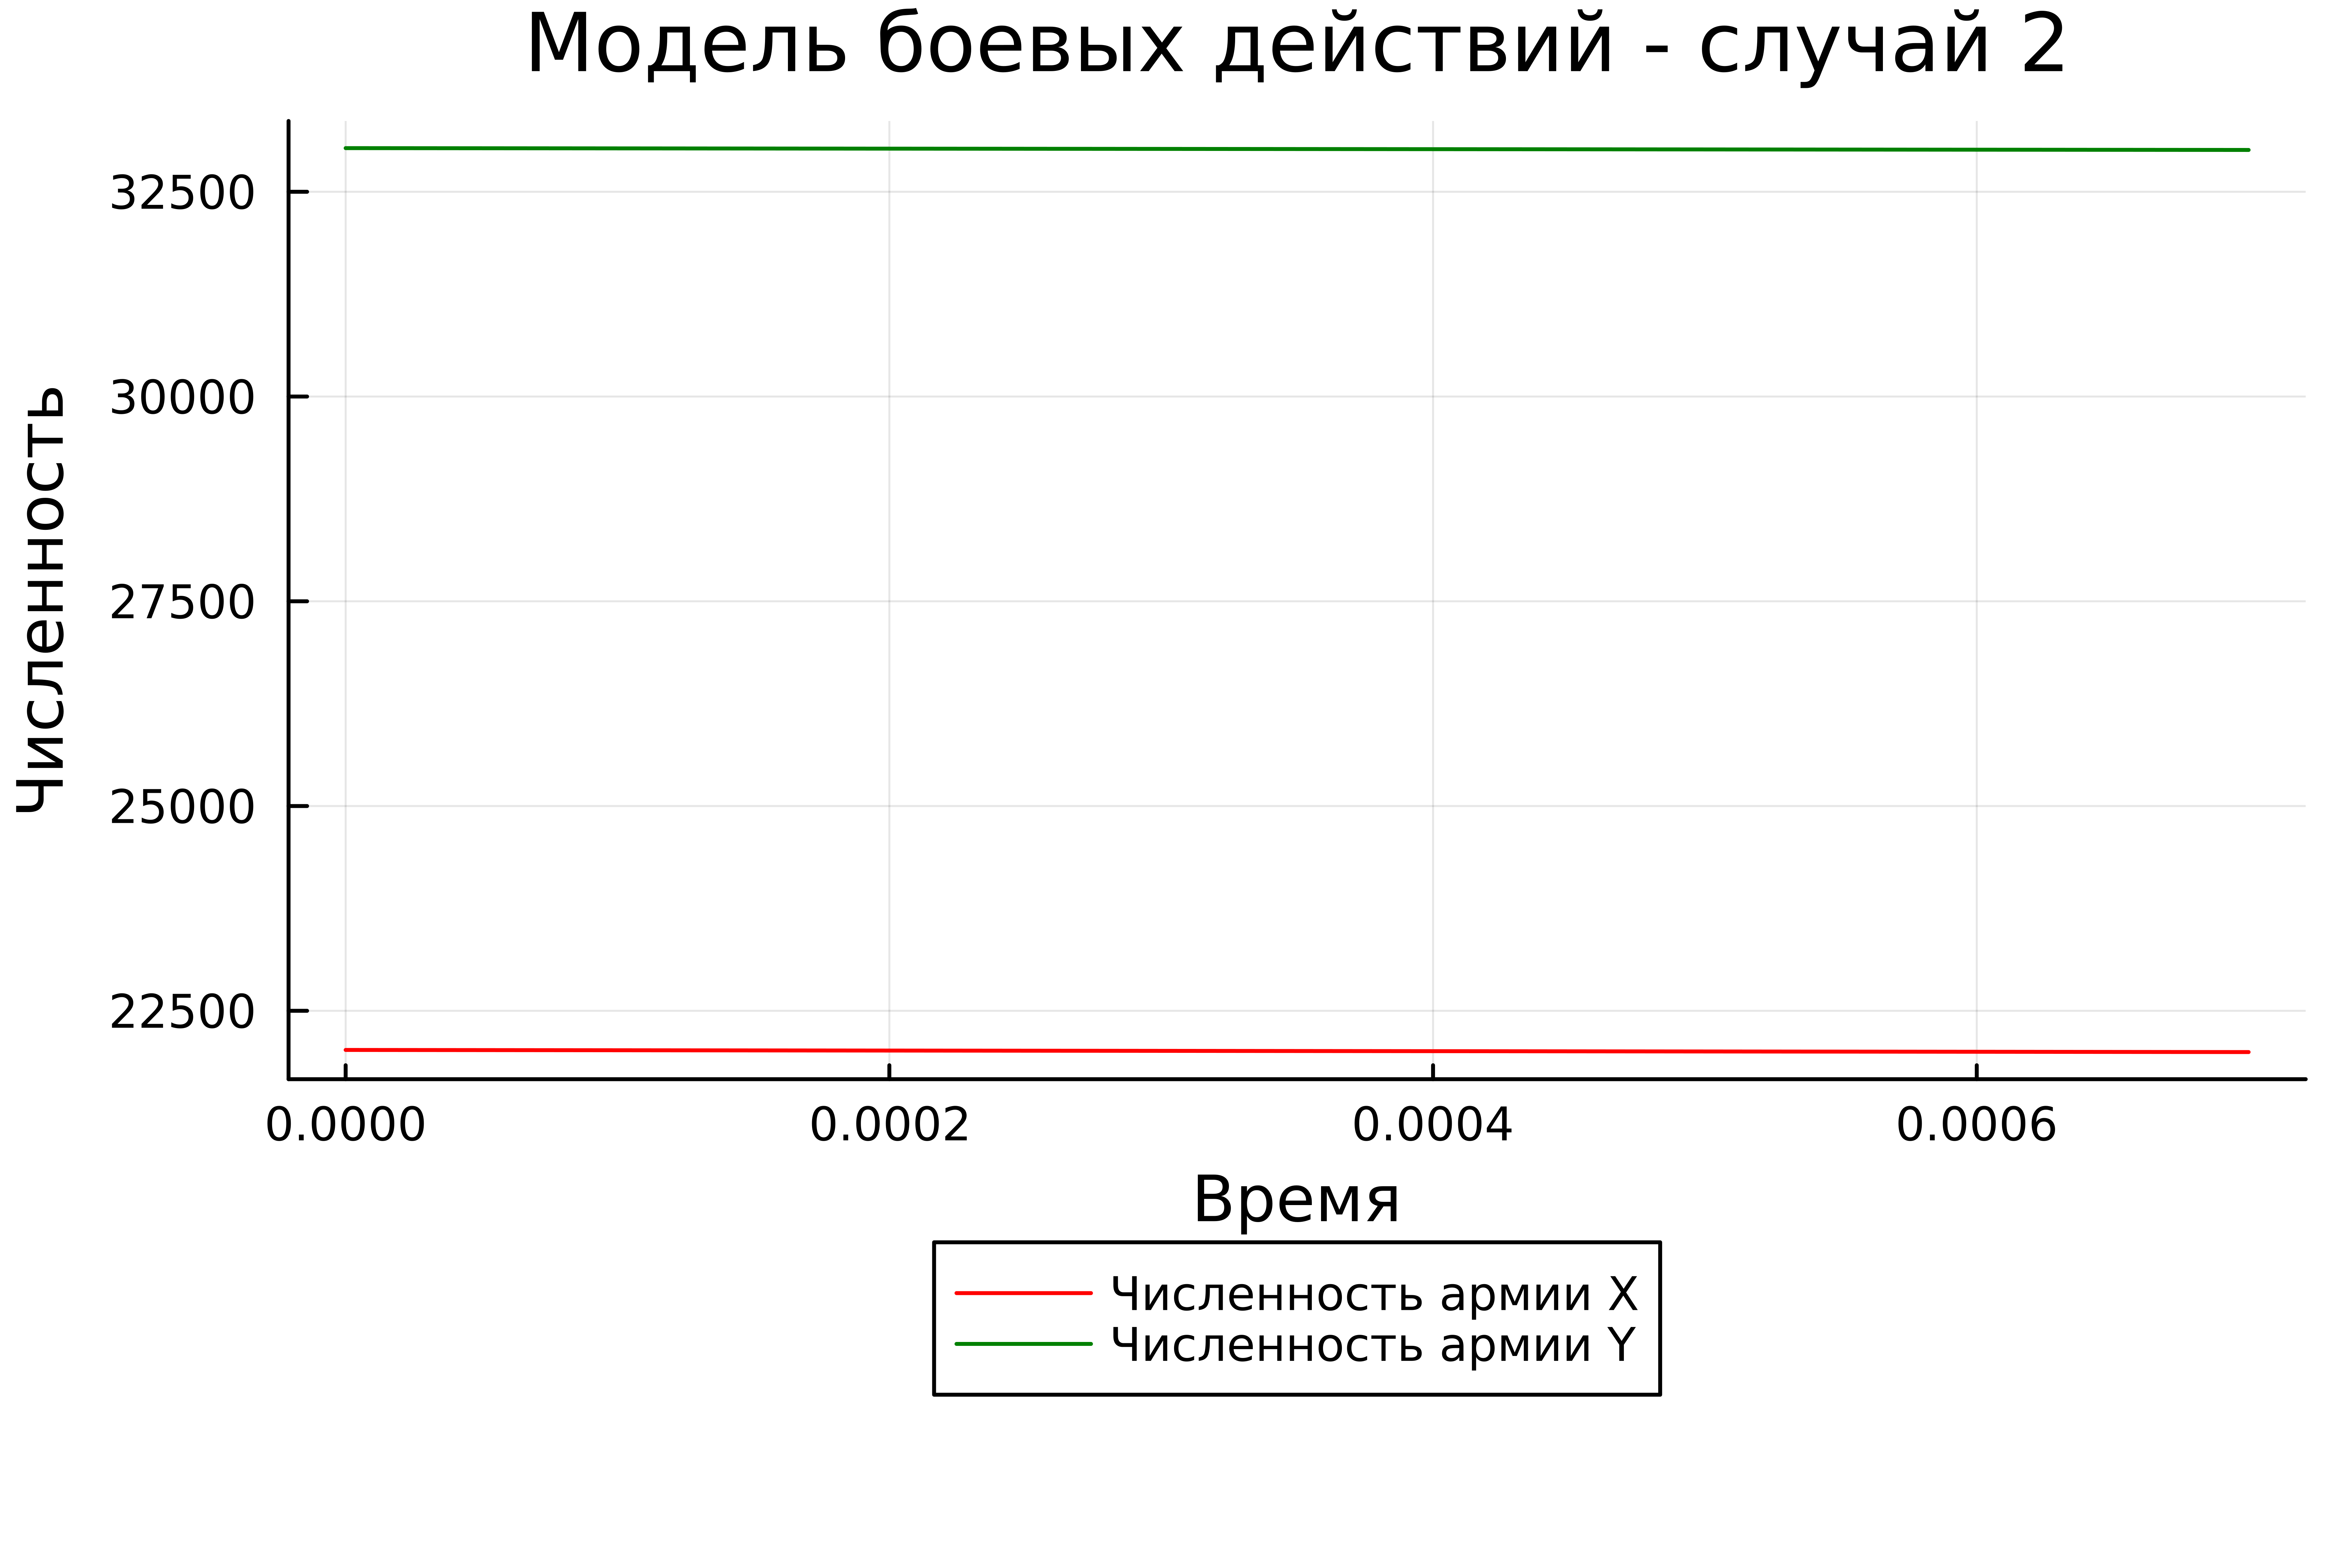 Модель боевых действий - случай 2
Численность
32500
30000
27500
25000
22500
0.0000 0.0002 0.0004 0.0006
Время
Численность армии X
Численность армии Y